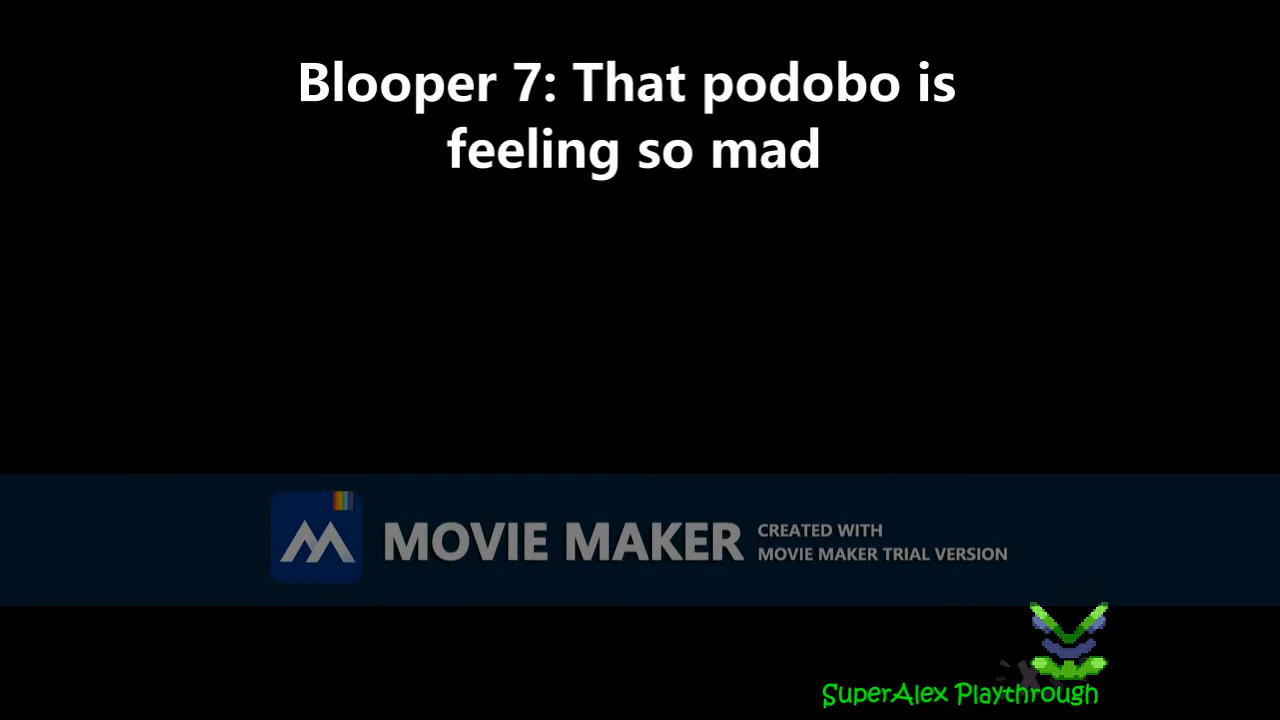 Blooper 7: That podobo is
feeling so mad
MOVIE MAKER
CREATED WITH
MOVIE MAKER TRIAL VERSION
SuperAlex Playthrough